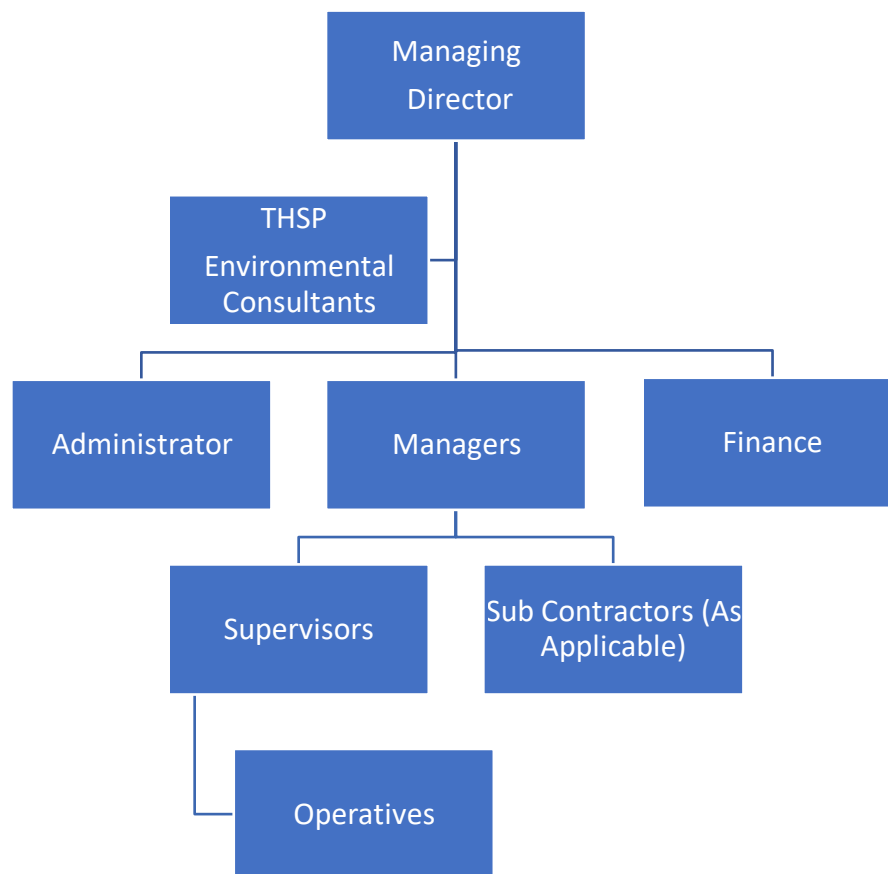 Managing
Director
THSP
Environmental
Consultants
Administrator
Managers
Finance
Supervisors
Sub Contractors (As
Applicable)
Operatives